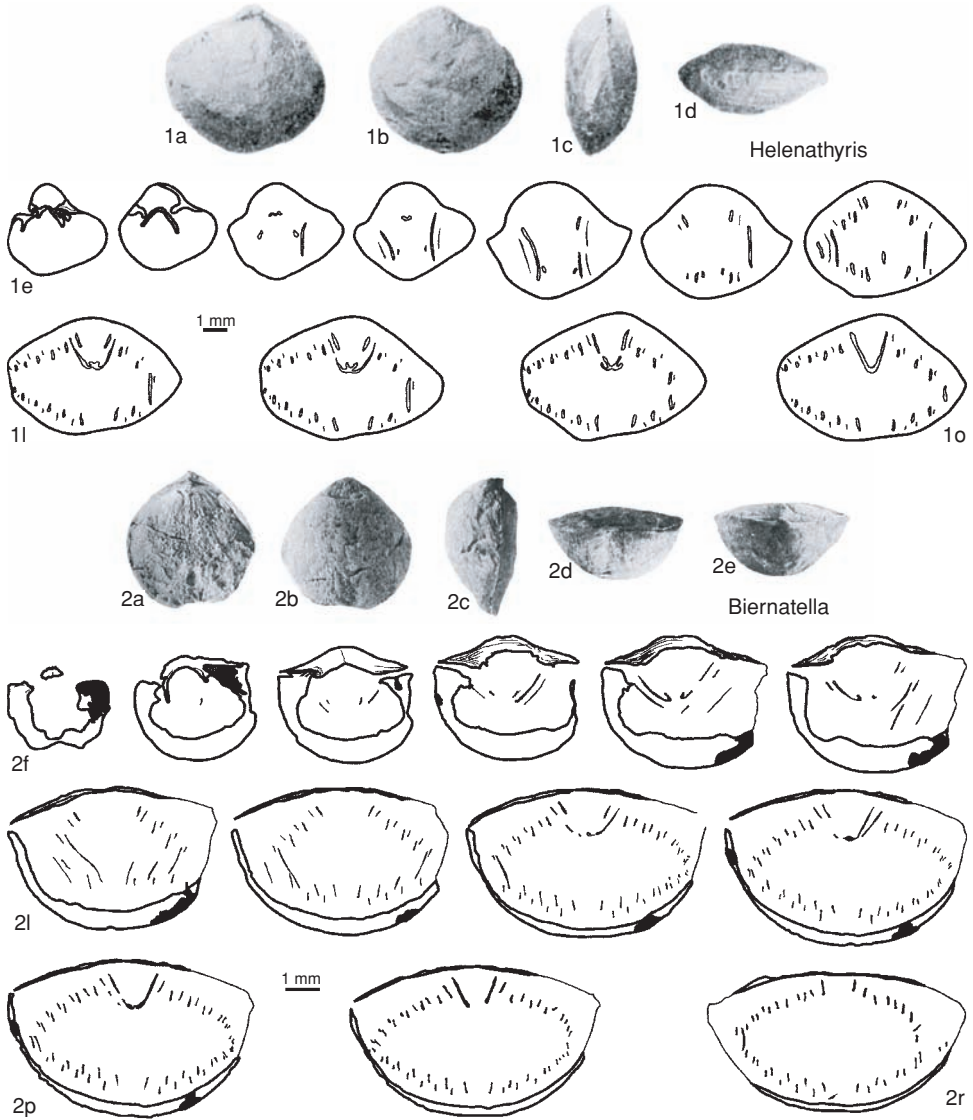 1a
1b
1c
1d
Helenathyris
1e
1 mm
1l
1o
2a
2b
2c
2d
2e
Biernatella
2f
2l
1 mm
2p
2r